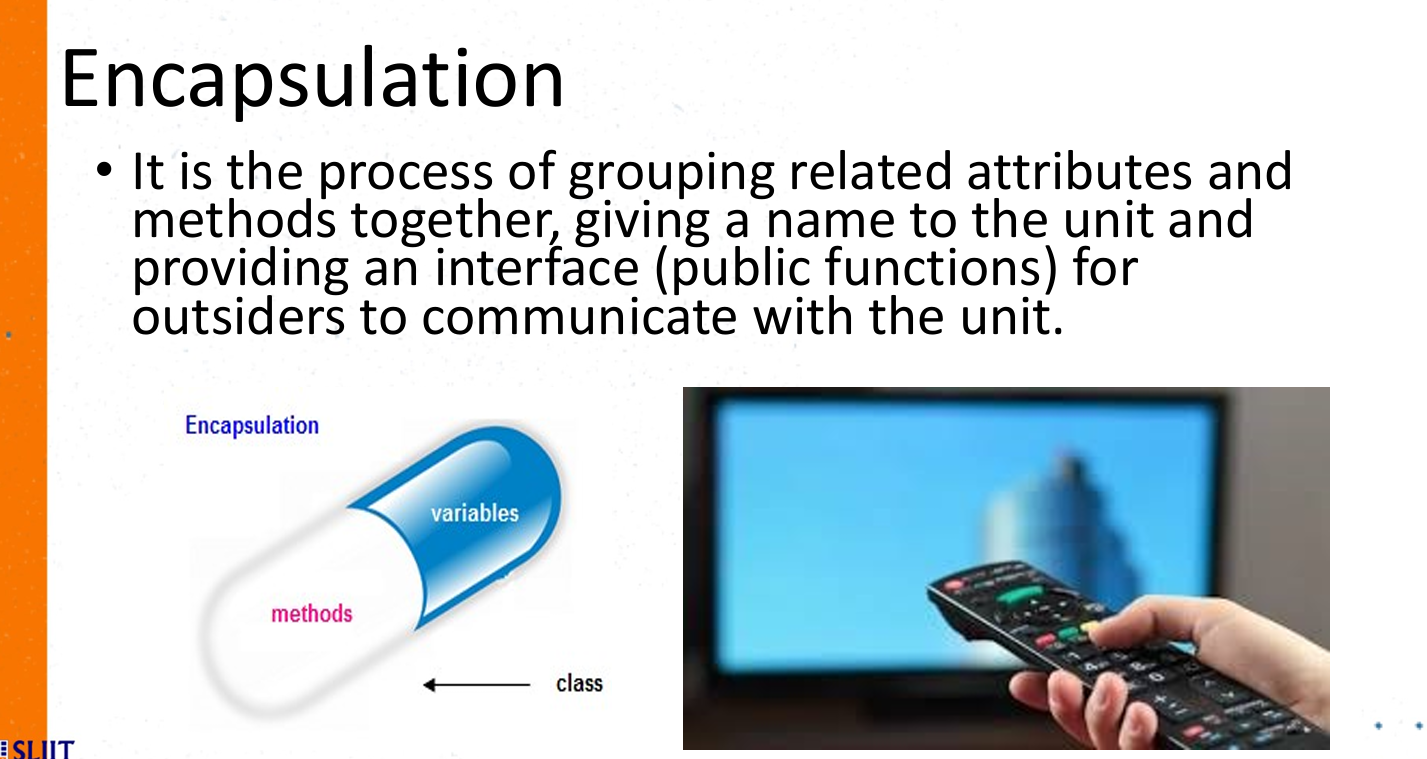 Encapsulation
• It is the process of grouping related attributes and
methods together, giving a name to the unit and
providing an interface (public functions) for
outsiders to communicate with the unit.
Encapsulation
variables
methods
class
SLIIT